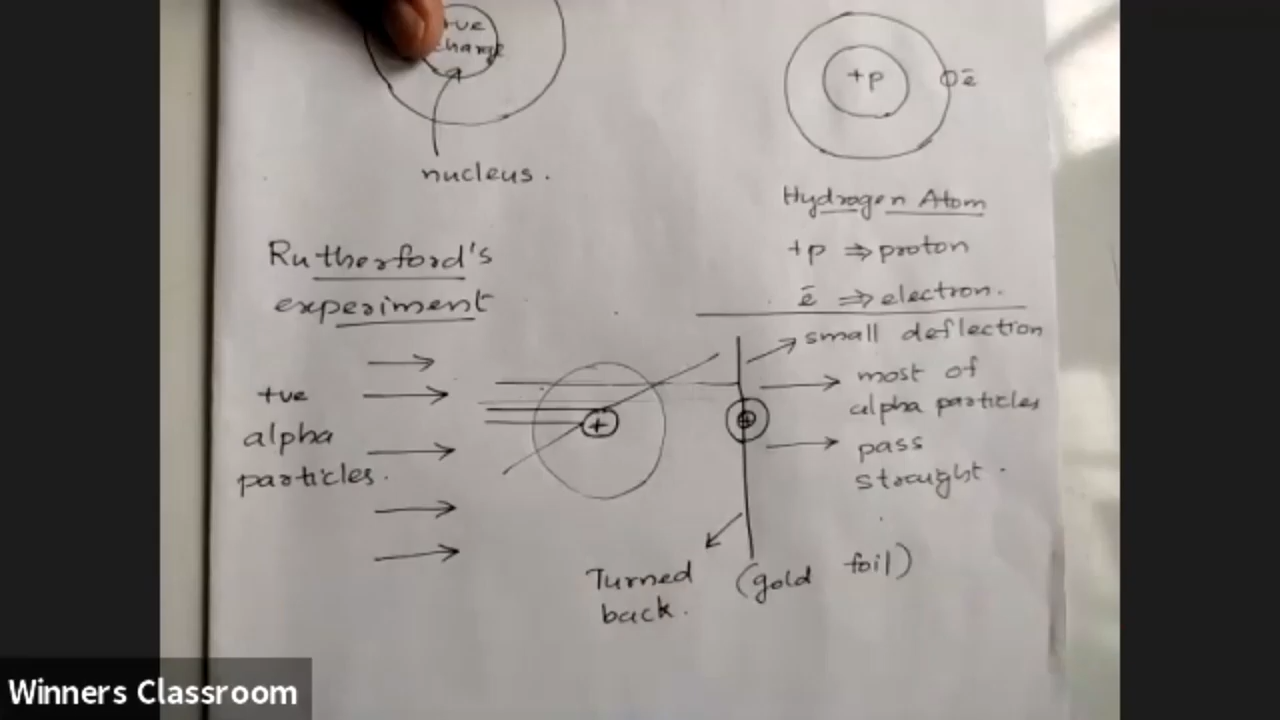 +ve
charge
nucleus.
+p
ē
Hydrogen Atom
+p ⇒ proton
ē ⇒ electron.
Rutherford's
experiment
+ve
alpha
particles.
+
+
small deflection
most of
alpha particles
pass
straught.
Turned
back.
(gold foil)
Winners Classroom